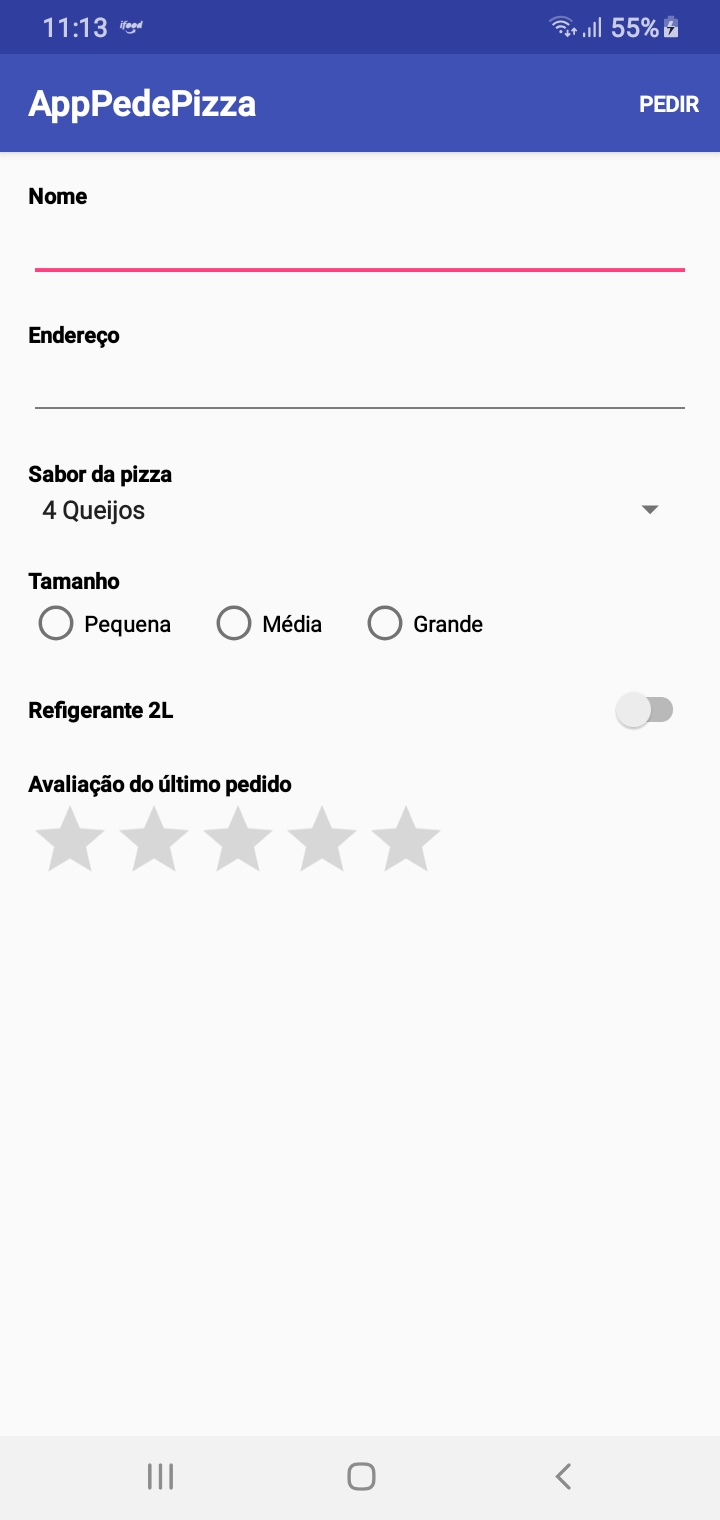 11:13 ifood 55%
AppPedePizza PEDIR
Nome
Endereço
Sabor da pizza
4 Queijos
Tamanho
Pequena Média Grande
Refigerante 2L
Avaliação do último pedido